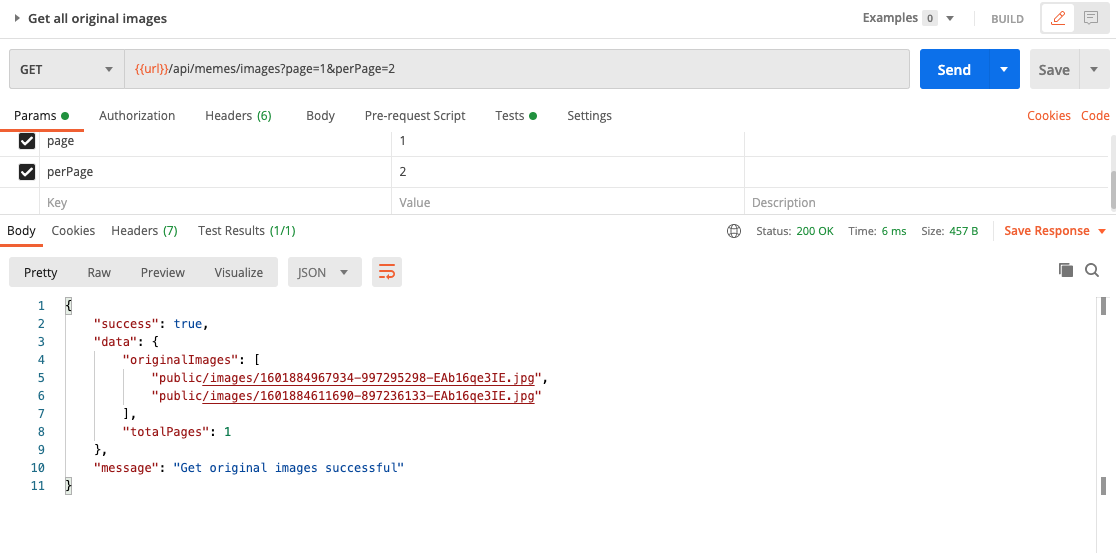 Get all original images Examples 0 BUILD
GET {{url}}/api/memes/images?page=1&perPage=2 Send Save
Params Authorization Headers (6) Body Pre-request Script Tests Settings Cookies Code
page 1
perPage 2
Key Value Description
Body Cookies Headers (7) Test Results (1/1) Status: 200 OK Time: 6 ms Size: 457 B Save Response
Pretty Raw Preview Visualize JSON
1 {
2 "success": true,
3 "data": {
4 "originalImages": [
5 "public/images/1601884967934-997295298-EAb16qe3IE.jpg",
6 "public/images/1601884611690-897236133-EAb16qe3IE.jpg"
7 ],
8 "totalPages": 1
9 },
10 "message": "Get original images successful"
11 }